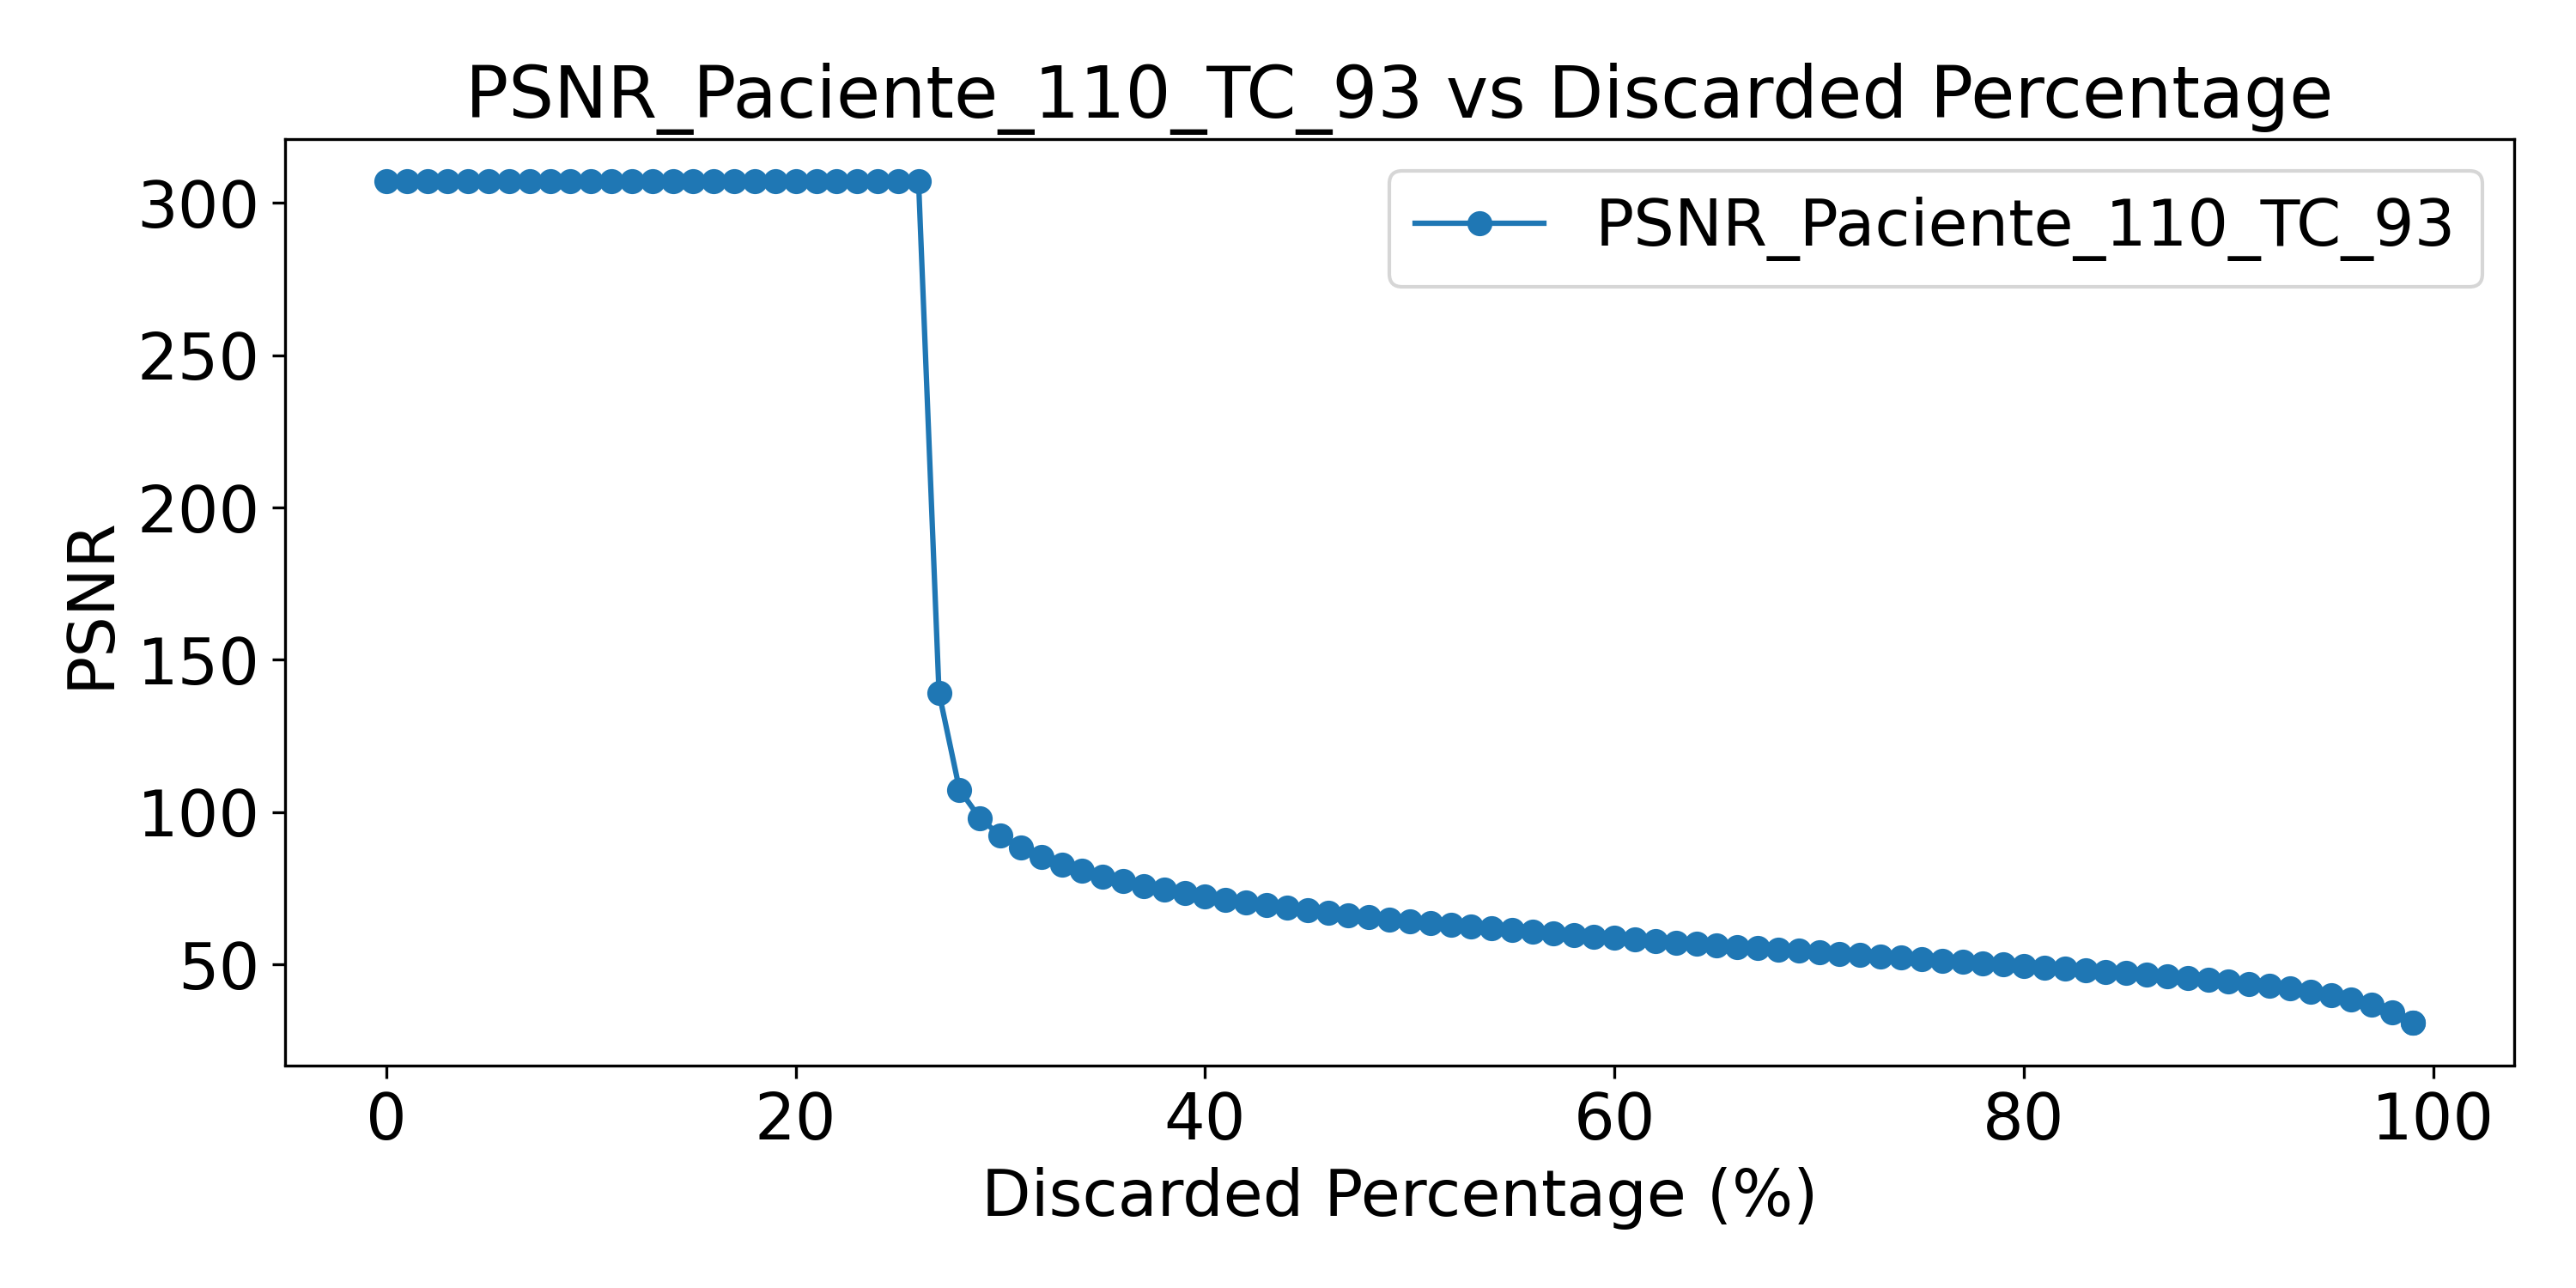 PSNR_Paciente_110_TC_93 vs Discarded Percentage
PSNR_Paciente_110_TC_93
PSNR
300
250
200
150
100
50
0 20 40 60 80 100
Discarded Percentage (%)